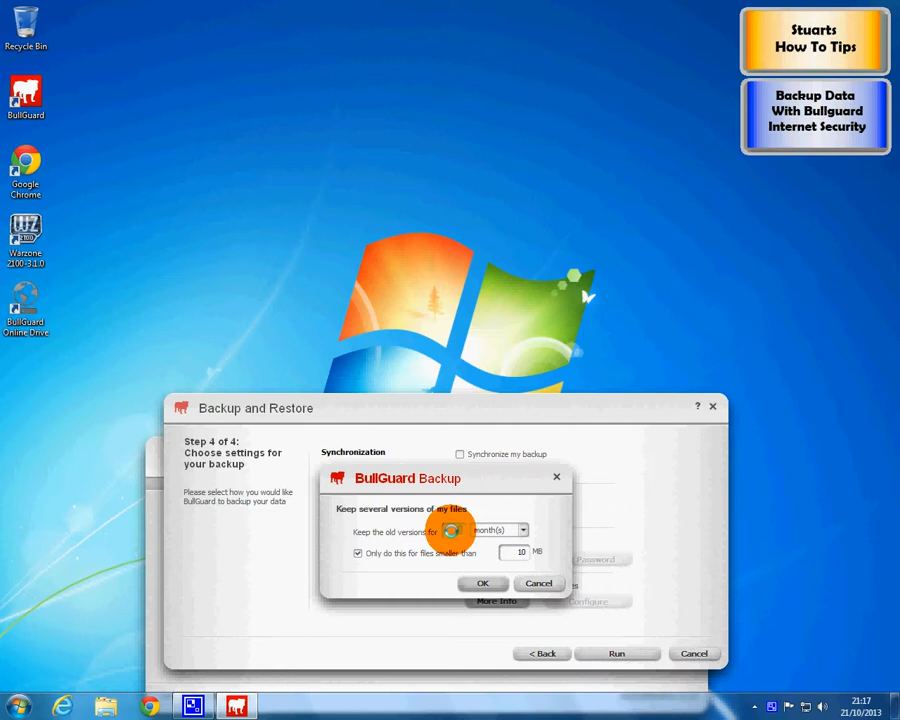 Stuarts
How To Tips
Backup Data
With Bullguard
Internet Security
Recycle Bin
BullGuard
Google
Chrome
Warzone
2100-3.1.0
BullGuard
Online Drive
Backup and Restore
?
Step 4 of 4:
Choose settings for
your backup
Please select how you would like
BullGuard to backup your data
Synchronization
Synchronize my backup
BullGuard Backup
Keep several versions of my files
Keep the old versions for
month(s)
Only do this for files smaller than
10 MB
OK
Cancel
Password
More Info
Configure
< Back
Run
Cancel
21:17
21/10/2013